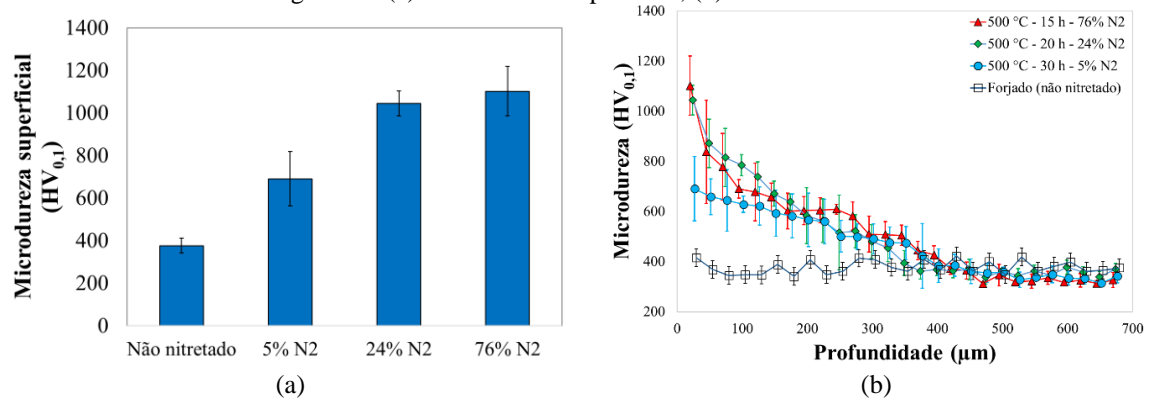 1400
1200
1000
800
600
400
200
0
Microdureza superficial
(HV0,1)
Não nitretado
5% N2
24% N2
76% N2
(a)
1400
1200
1000
800
600
400
200
Microdureza (HV0,1)
500 °C - 15 h - 76% N2
500 °C - 20 h - 24% N2
500 °C - 30 h - 5% N2
Forjado (não nitretado)
0
100
200
300
400
500
600
700
Profundidade (µm)
(b)